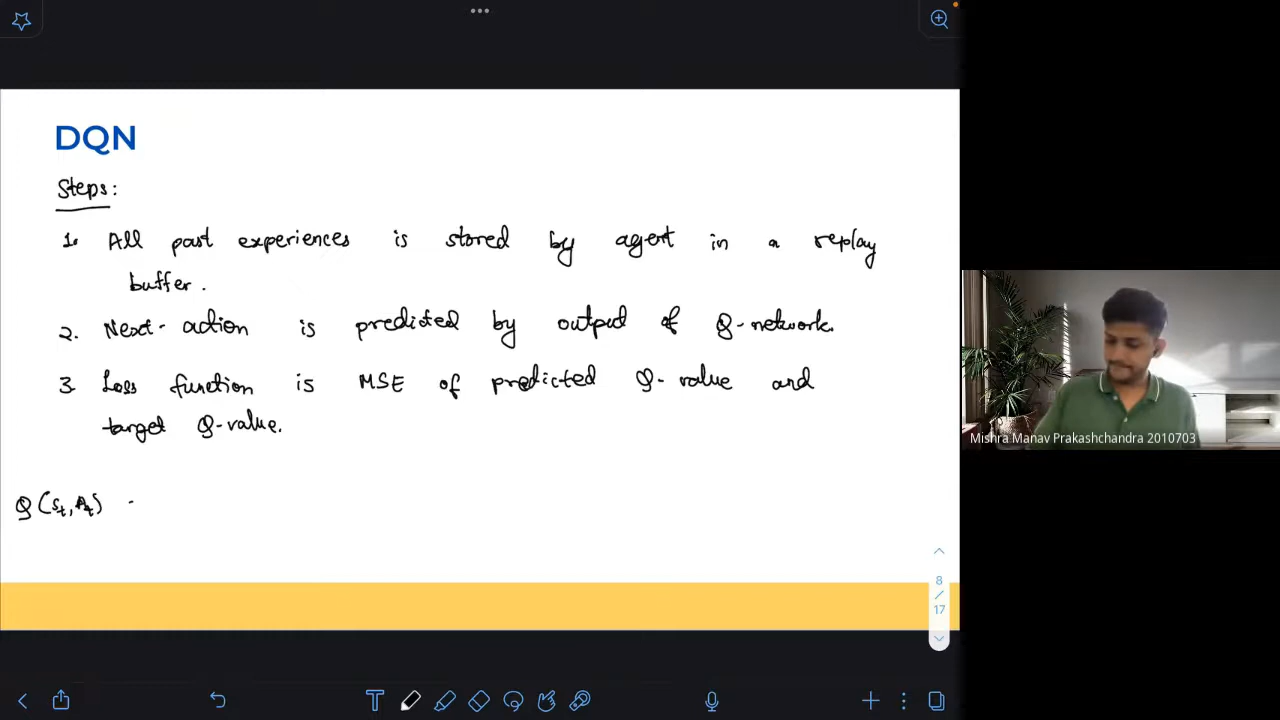 DQN
Steps:
1. All past experiences is stored by agent in a replay
buffer.
2. Next-action is predicted by output of Q-network.
3 Loss function is MSE of predicted Q-value and
target Q-value.
Q(St, At) -
8
/
17
Mishra Manav Prakashchandra 2010703